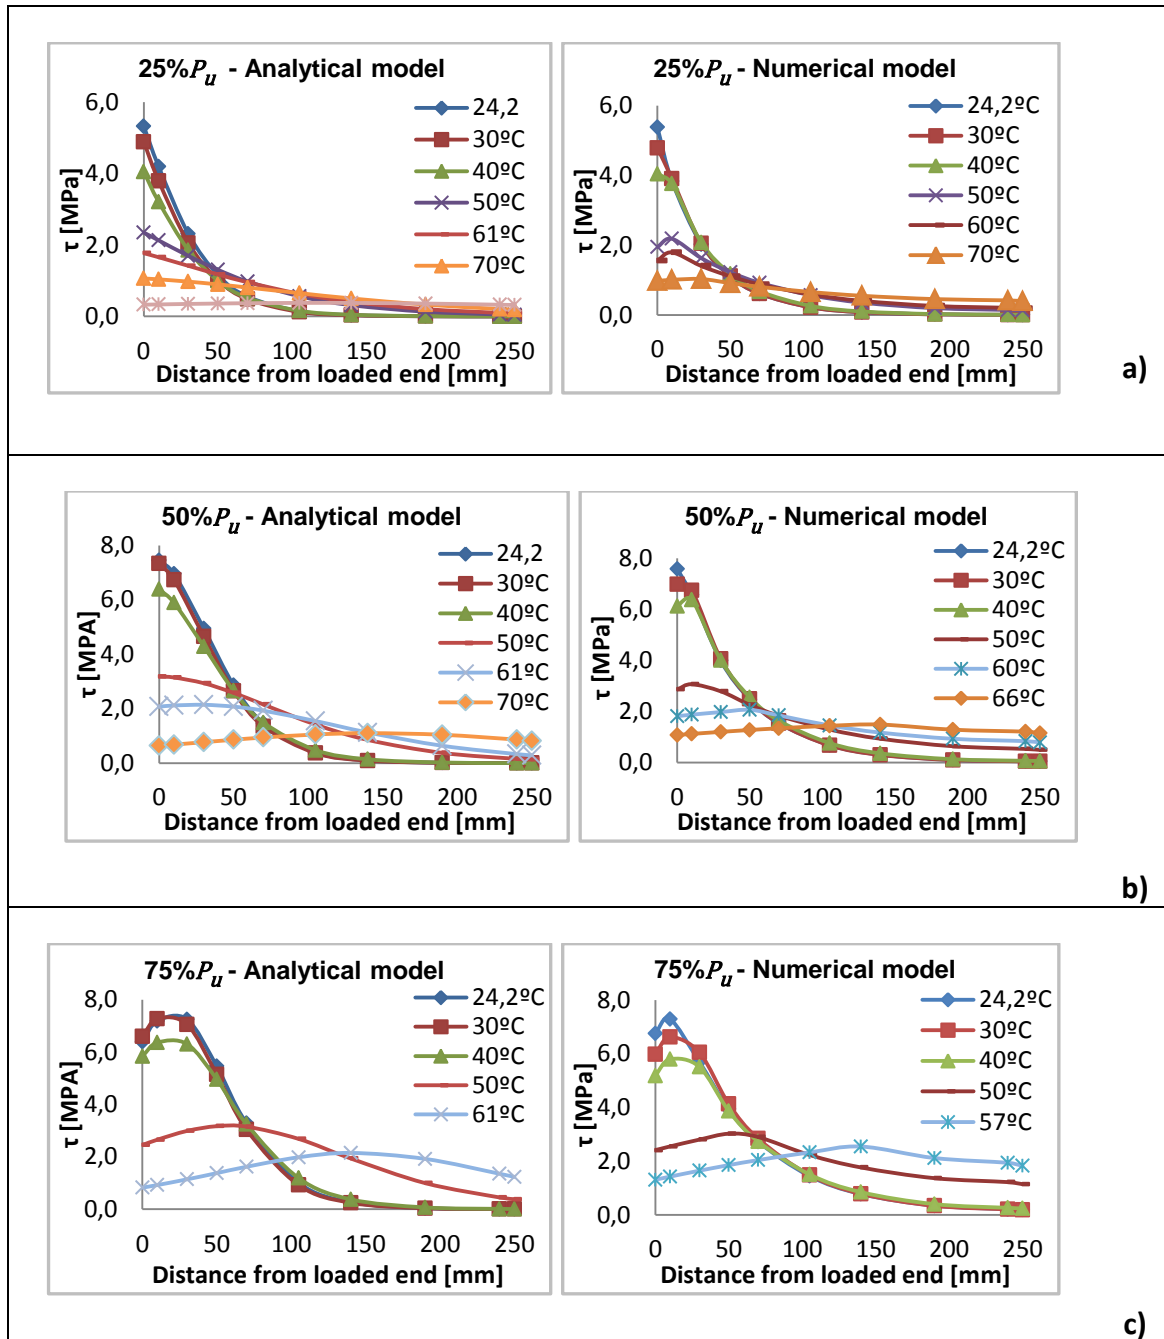 25%Pu - Analytical model
τ [MPa]
6,0
4,0
2,0
0,0
24,2
30ºC
40ºC
50ºC
61ºC
70ºC
0 50 100 150 200 250
Distance from loaded end [mm]
25%Pu - Numerical model
τ [MPa]
6,0
4,0
2,0
0,0
24,2ºC
30ºC
40ºC
50ºC
60ºC
70ºC
0 50 100 150 200 250
Distance from loaded end [mm]
a)
50%Pu - Analytical model
τ [MPA]
8,0
6,0
4,0
2,0
0,0
24,2
30ºC
40ºC
50ºC
61ºC
70ºC
0 50 100 150 200 250
Distance from loaded end [mm]
50%Pu - Numerical model
τ [MPa]
8,0
6,0
4,0
2,0
0,0
24,2ºC
30ºC
40ºC
50ºC
60ºC
66ºC
0 50 100 150 200 250
Distance from loaded end [mm]
b)
75%Pu - Analytical model
τ [MPA]
8,0
6,0
4,0
2,0
0,0
24,2ºC
30ºC
40ºC
50ºC
61ºC
0 50 100 150 200 250
Distance from loaded end [mm]
75%Pu - Numerical model
τ [MPa]
8,0
6,0
4,0
2,0
0,0
24,2ºC
30ºC
40ºC
50ºC
57ºC
0 50 100 150 200 250
Distance from loaded end [mm]
c)